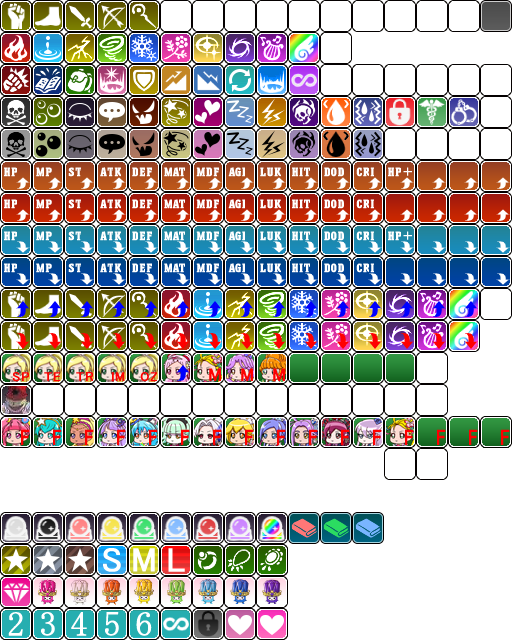 HP MP ST ATK DEF MAT MDF AGI LUK HIT DOD CRI HP+
HP MP ST ATK DEF MAT MDF AGI LUK HIT DOD CRI
HP MP ST ATK DEF MAT MDF AGI LUK HIT DOD CRI HP+
HP MP ST ATK DEF MAT MDF AGI LUK HIT DOD CRI
SP TE TR IM M M M
F F F F F F F F F F F F F F F F
S M L
2 3 4 5 6 ∞